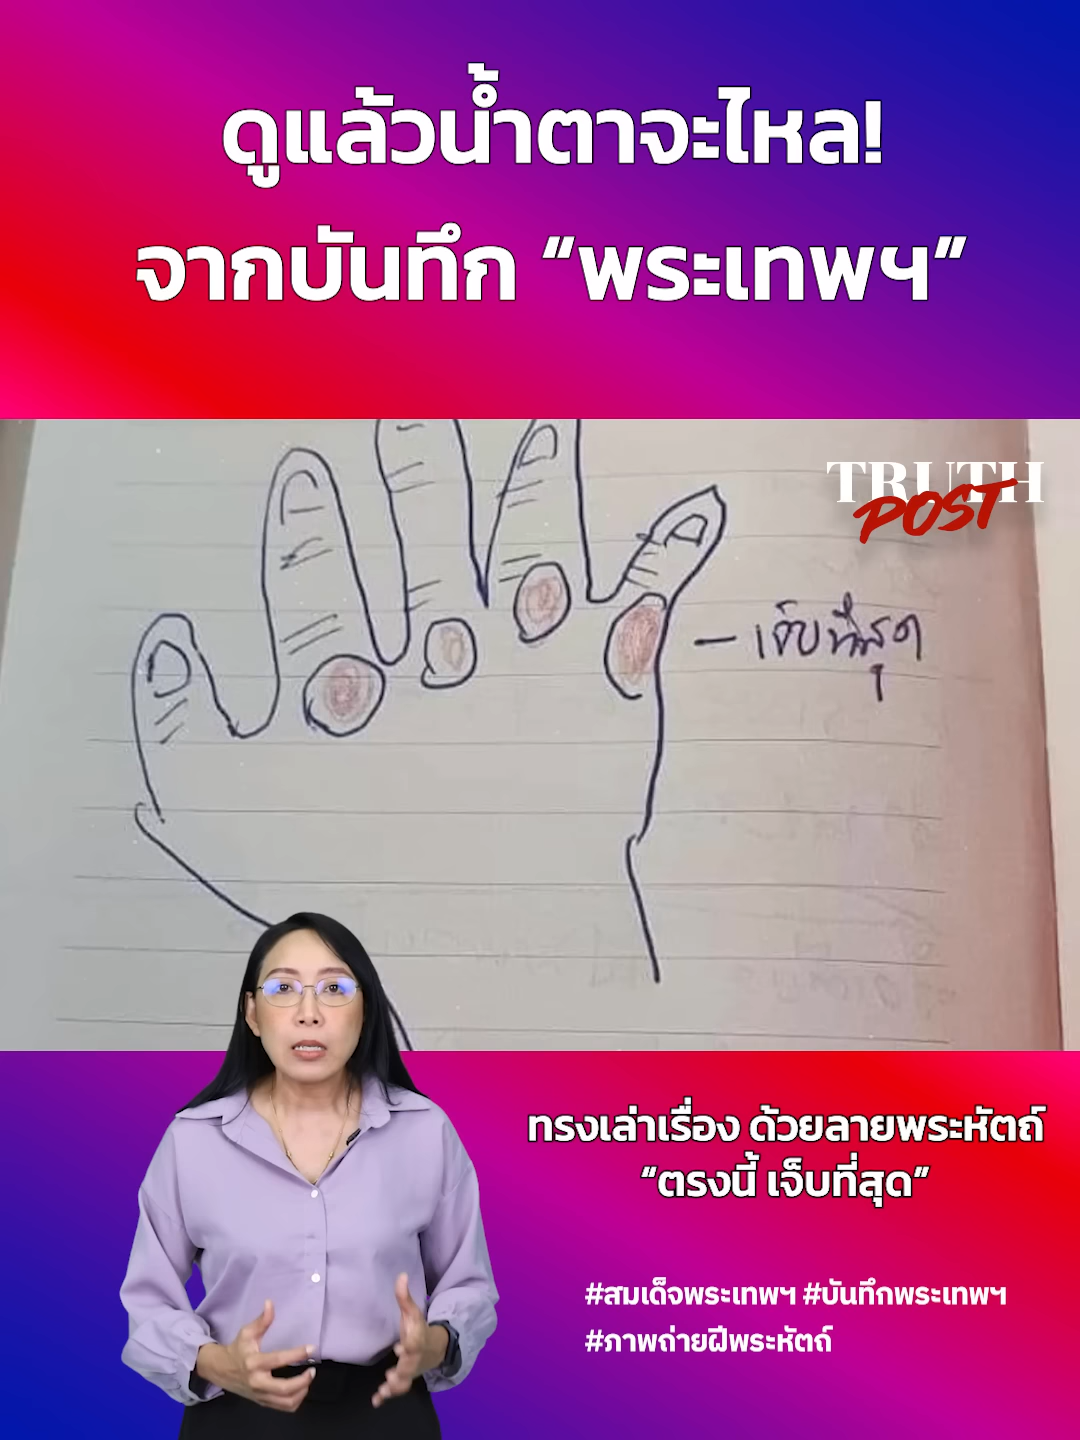 ดูแล้วน้ำตาจะไหล!
จากบันทึก “พระเทพฯ”
TRUTH
POST
– เจ็บที่สุด
ทรงเล่าเรื่อง ด้วยลายพระหัตถ์
“ตรงนี้ เจ็บที่สุด”
#สมเด็จพระเทพฯ #บันทึกพระเทพฯ
#ภาพถ่ายฝีพระหัตถ์